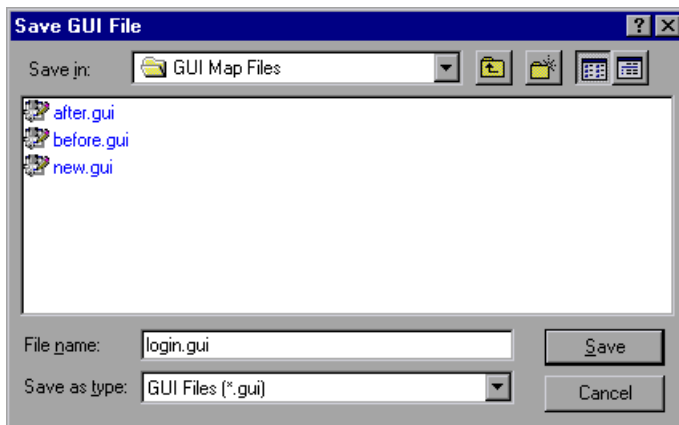 Save GUI File
Save in: GUI Map Files
after.gui
before.gui
new.gui
File name: login.gui Save
Save as type: GUI Files (*.gui) Cancel